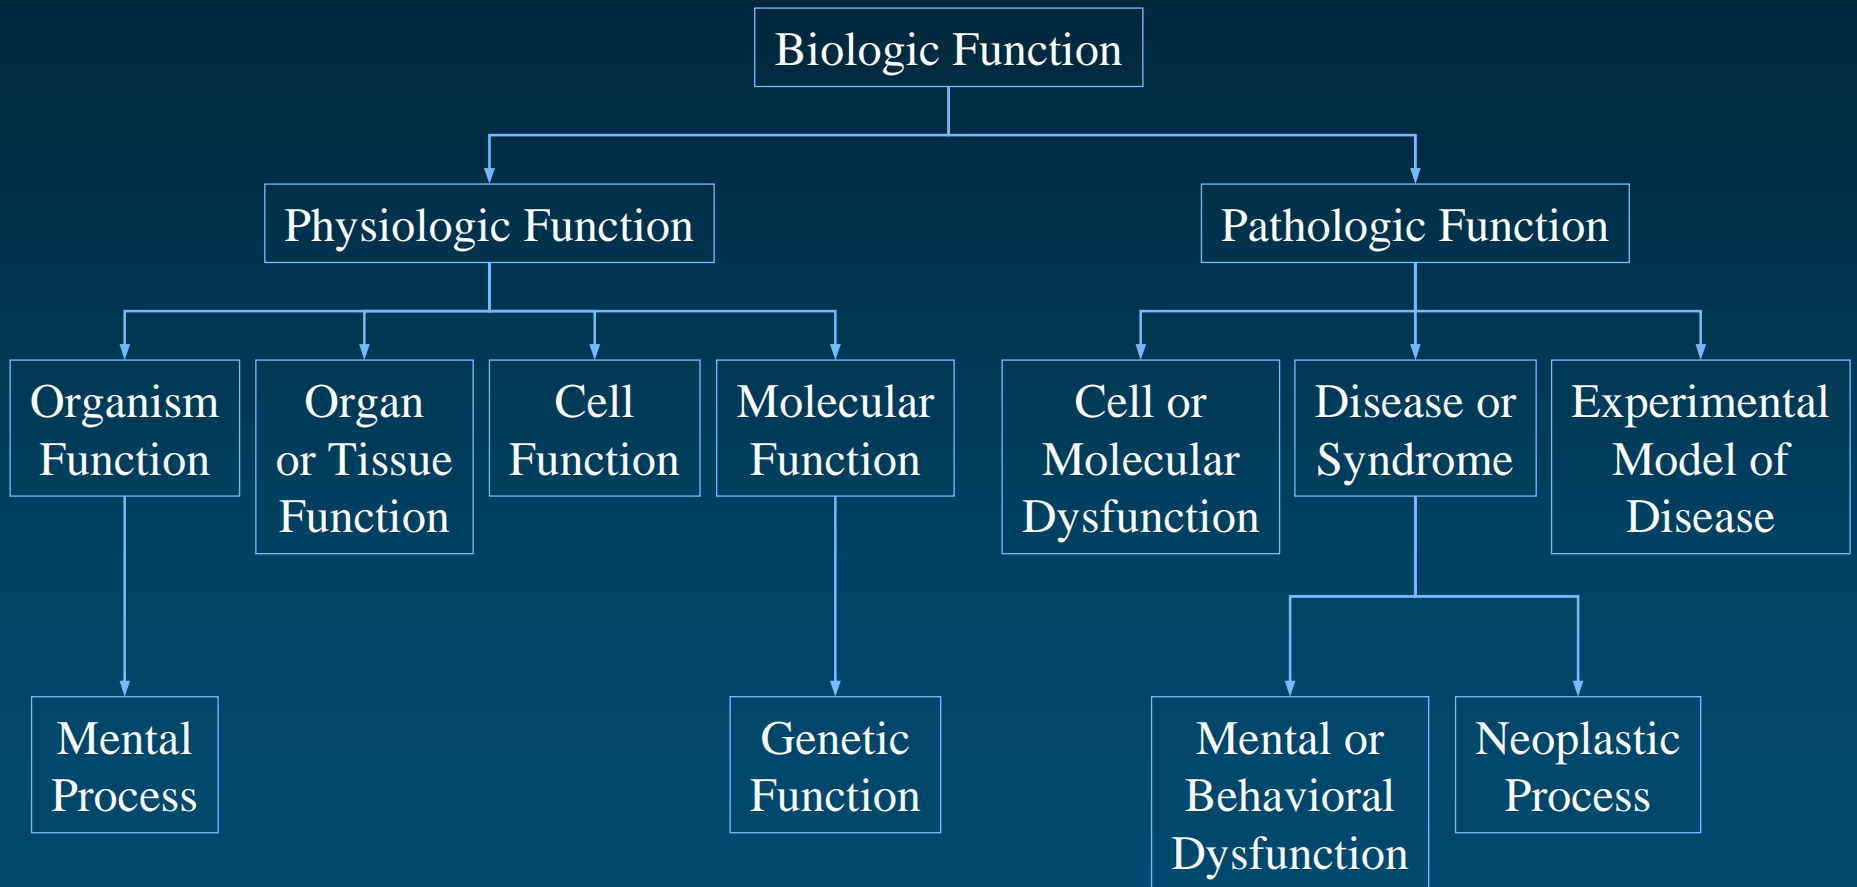 Biologic Function
Physiologic Function
Pathologic Function
Organism
Function
Organ
or Tissue
Function
Cell
Function
Molecular
Function
Cell or
Molecular
Dysfunction
Disease or
Syndrome
Experimental
Model of
Disease
Mental
Process
Genetic
Function
Mental or
Behavioral
Dysfunction
Neoplastic
Process